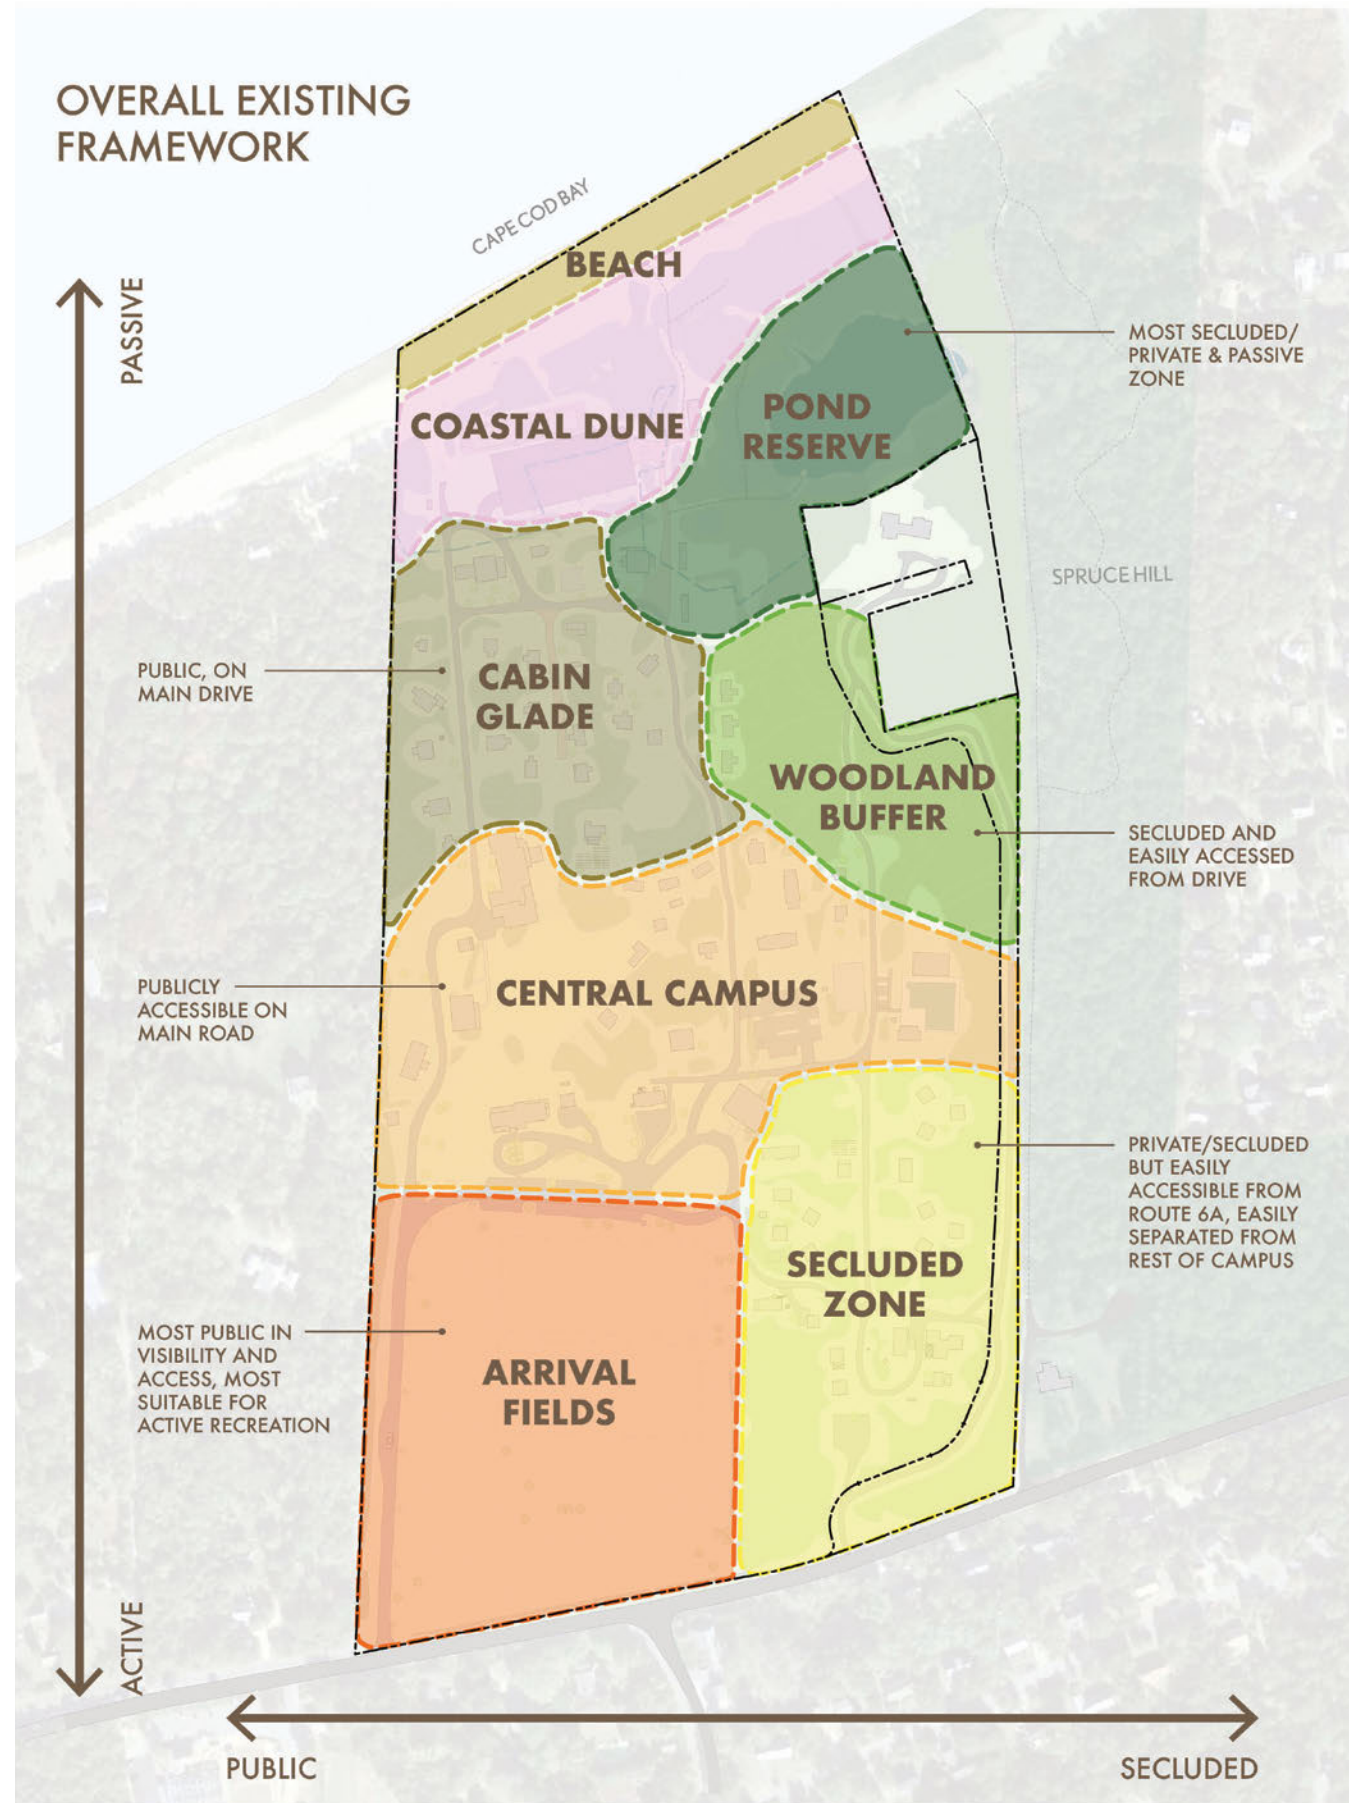 OVERALL EXISTING
FRAMEWORK
CAPE COD BAY
BEACH
PASSIVE
MOST SECLUDED/
PRIVATE & PASSIVE
ZONE
COASTAL DUNE
POND
RESERVE
SPRUCE HILL
PUBLIC, ON
MAIN DRIVE
CABIN
GLADE
WOODLAND
BUFFER
SECLUDED AND
EASILY ACCESSED
FROM DRIVE
PUBLICLY
ACCESSIBLE ON
MAIN ROAD
CENTRAL CAMPUS
PRIVATE/SECLUDED
BUT EASILY
ACCESSIBLE FROM
ROUTE 6A, EASILY
SEPARATED FROM
REST OF CAMPUS
SECLUDED
ZONE
MOST PUBLIC IN
VISIBILITY AND
ACCESS, MOST
SUITABLE FOR
ACTIVE RECREATION
ARRIVAL
FIELDS
ACTIVE
PUBLIC
SECLUDED